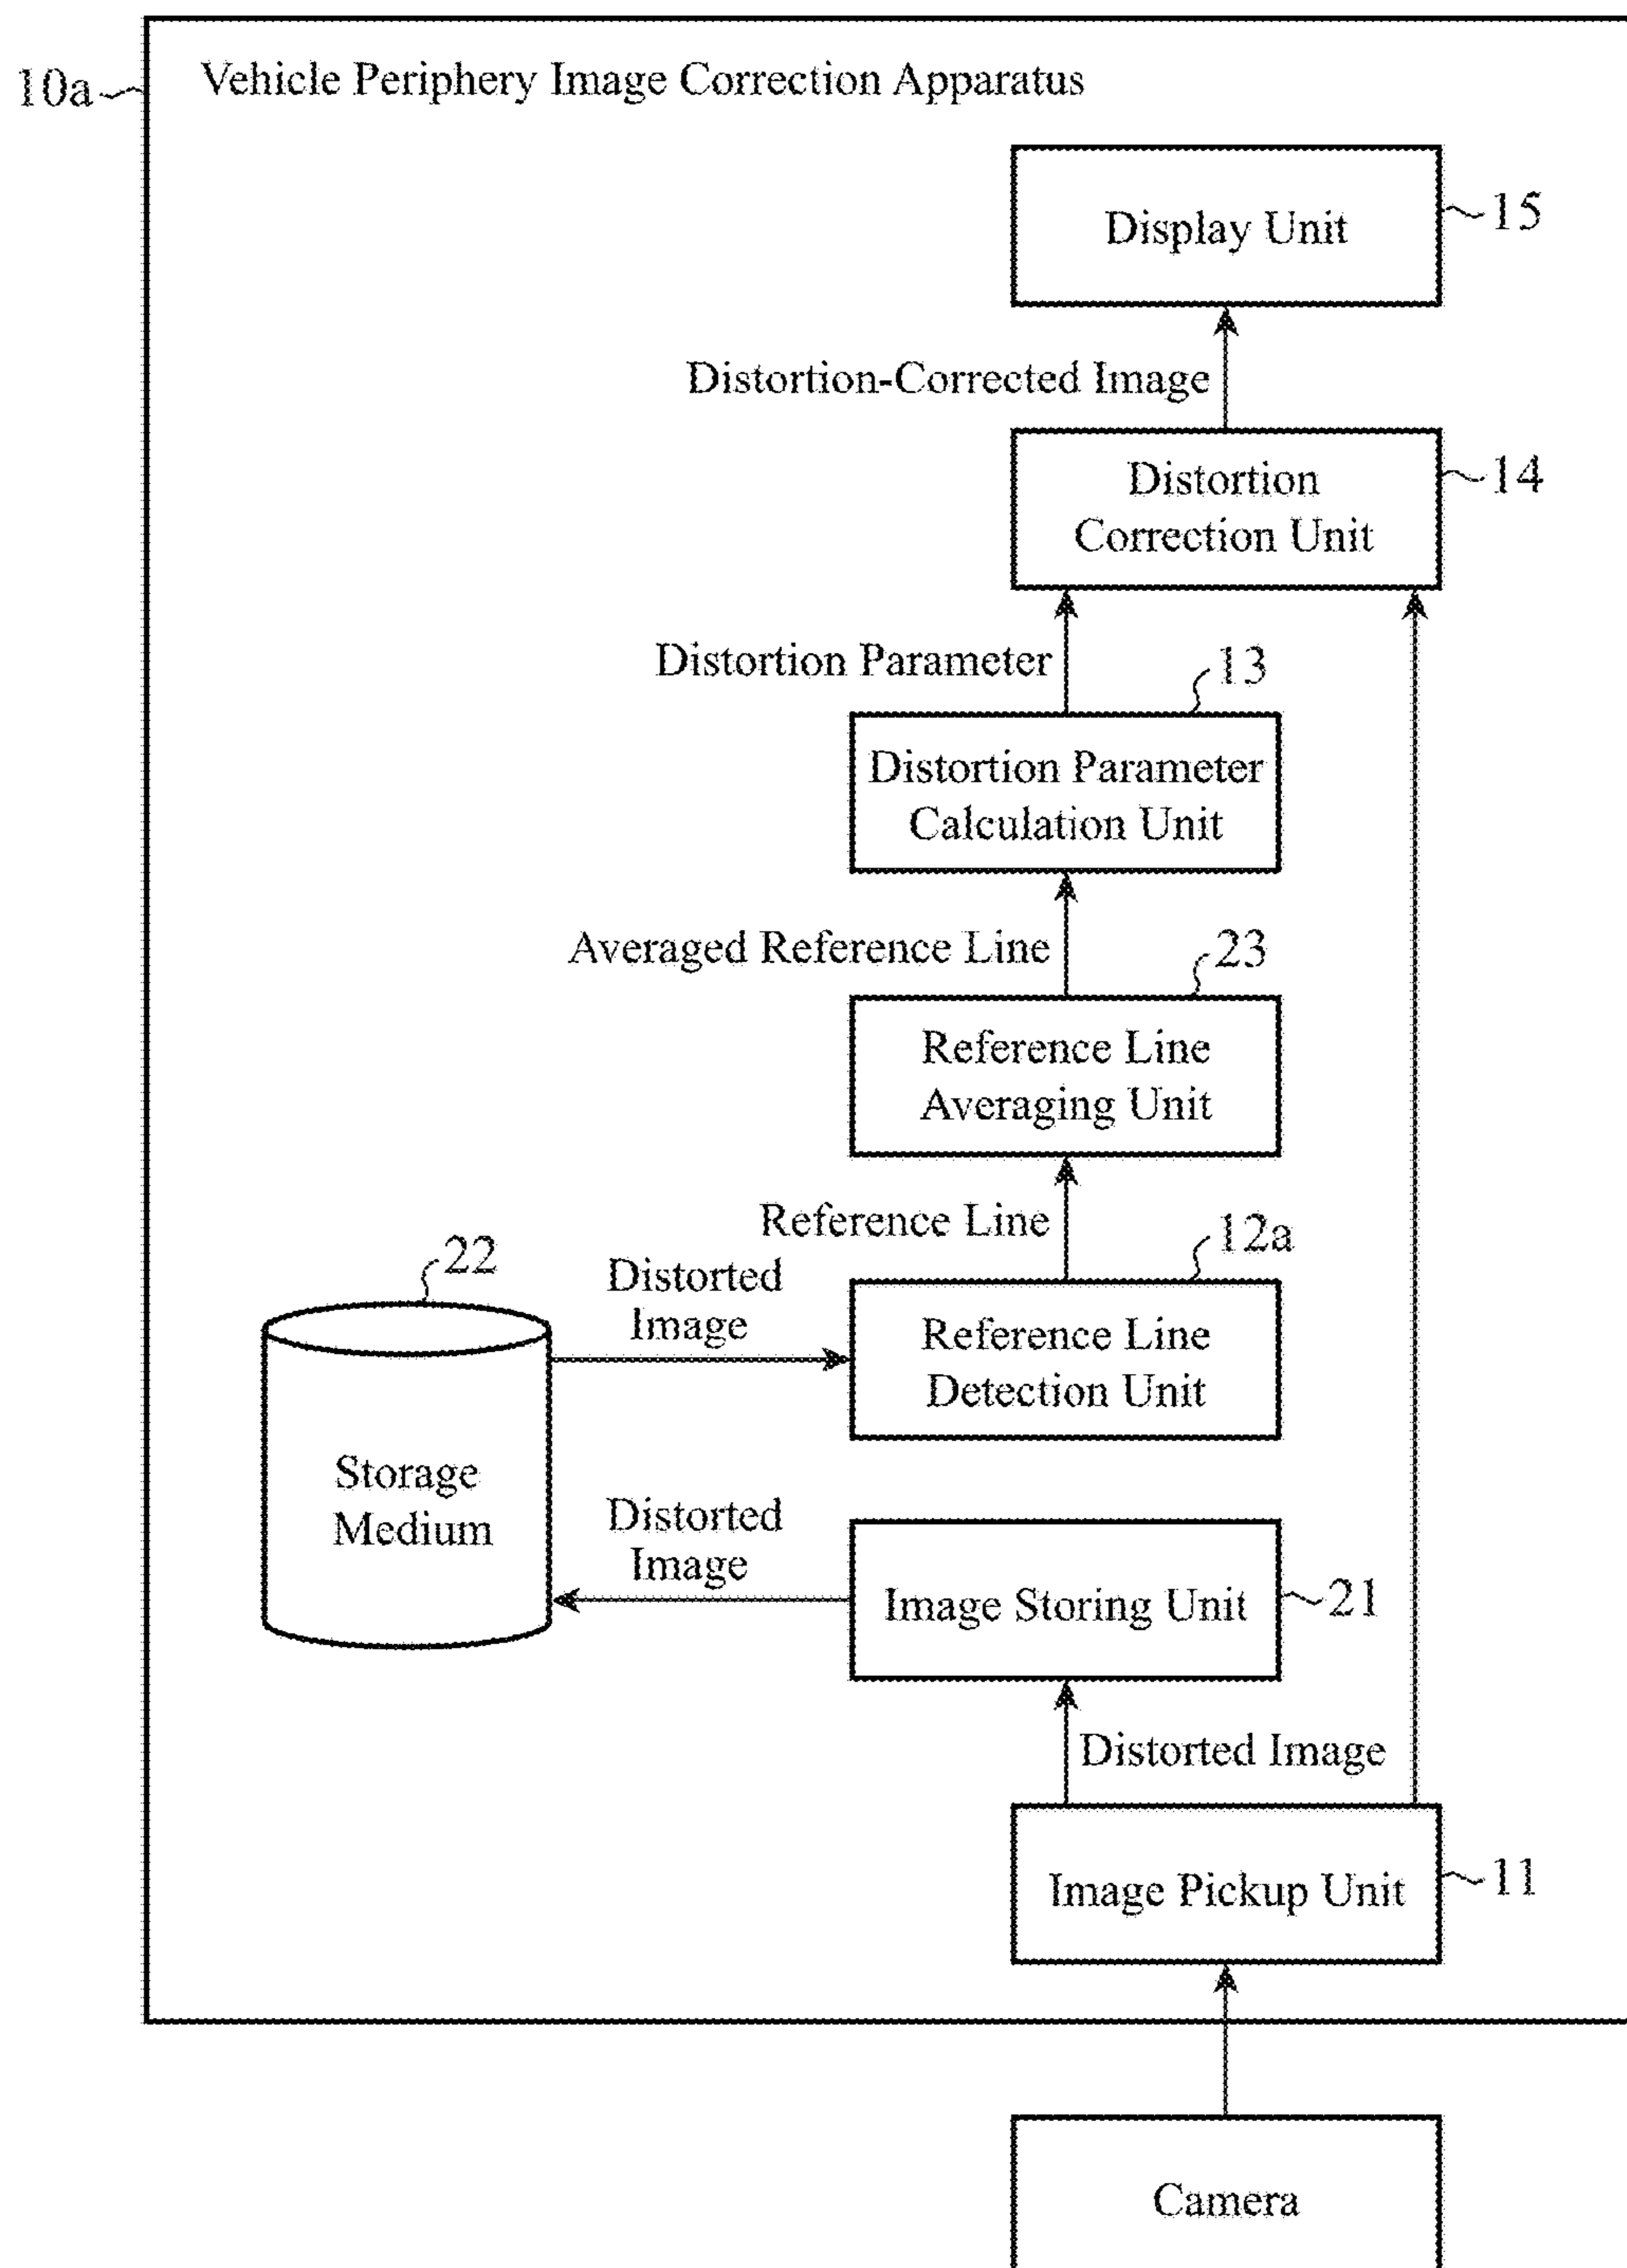 10a
Vehicle Periphery Image Correction Apparatus
Display Unit
15
Distortion-Corrected Image
Distortion
Correction Unit
14
Distortion Parameter
13
Distortion Parameter
Calculation Unit
Averaged Reference Line
23
Reference Line
Averaging Unit
Reference Line
12a
22
Distorted
Image
Reference Line
Detection Unit
Storage
Medium
Distorted
Image
Image Storing Unit
21
Distorted Image
Image Pickup Unit
11
Camera